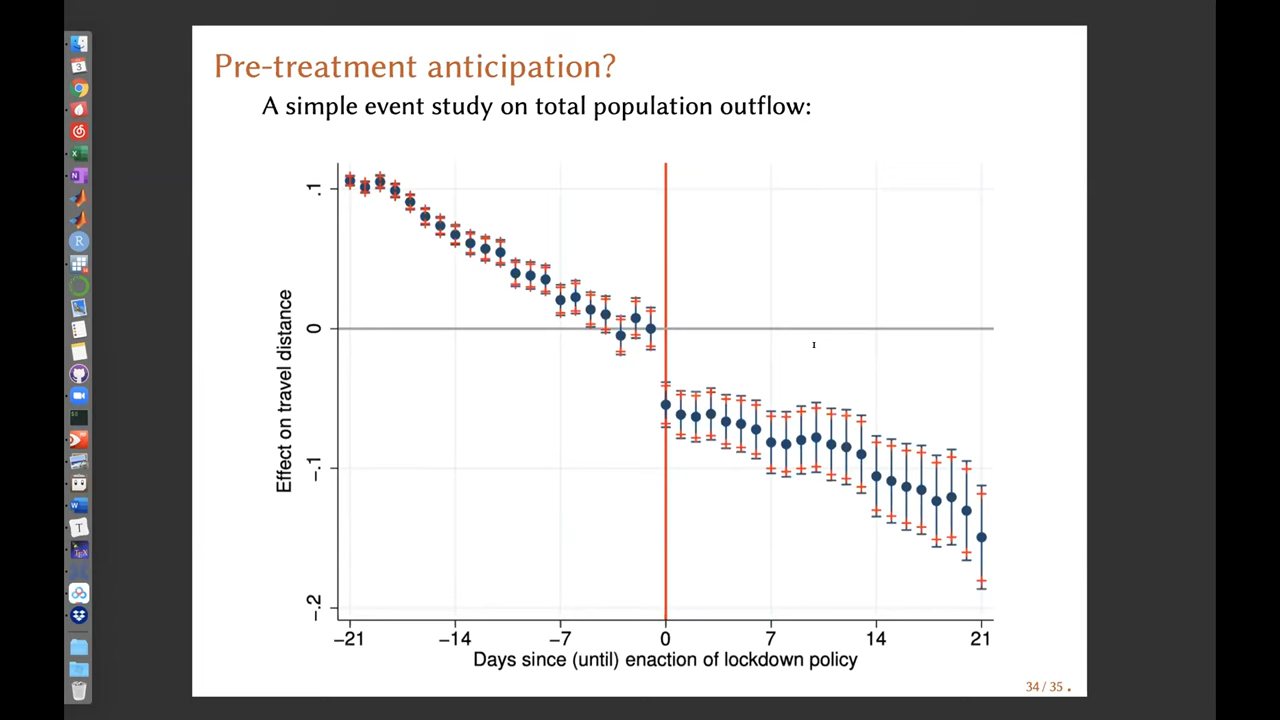 Pre-treatment anticipation?
A simple event study on total population outflow:
Effect on travel distance
.1
0
-.1
-.2
−21 −14 −7 0 7 14 21
Days since (until) enaction of lockdown policy
34 / 35
3